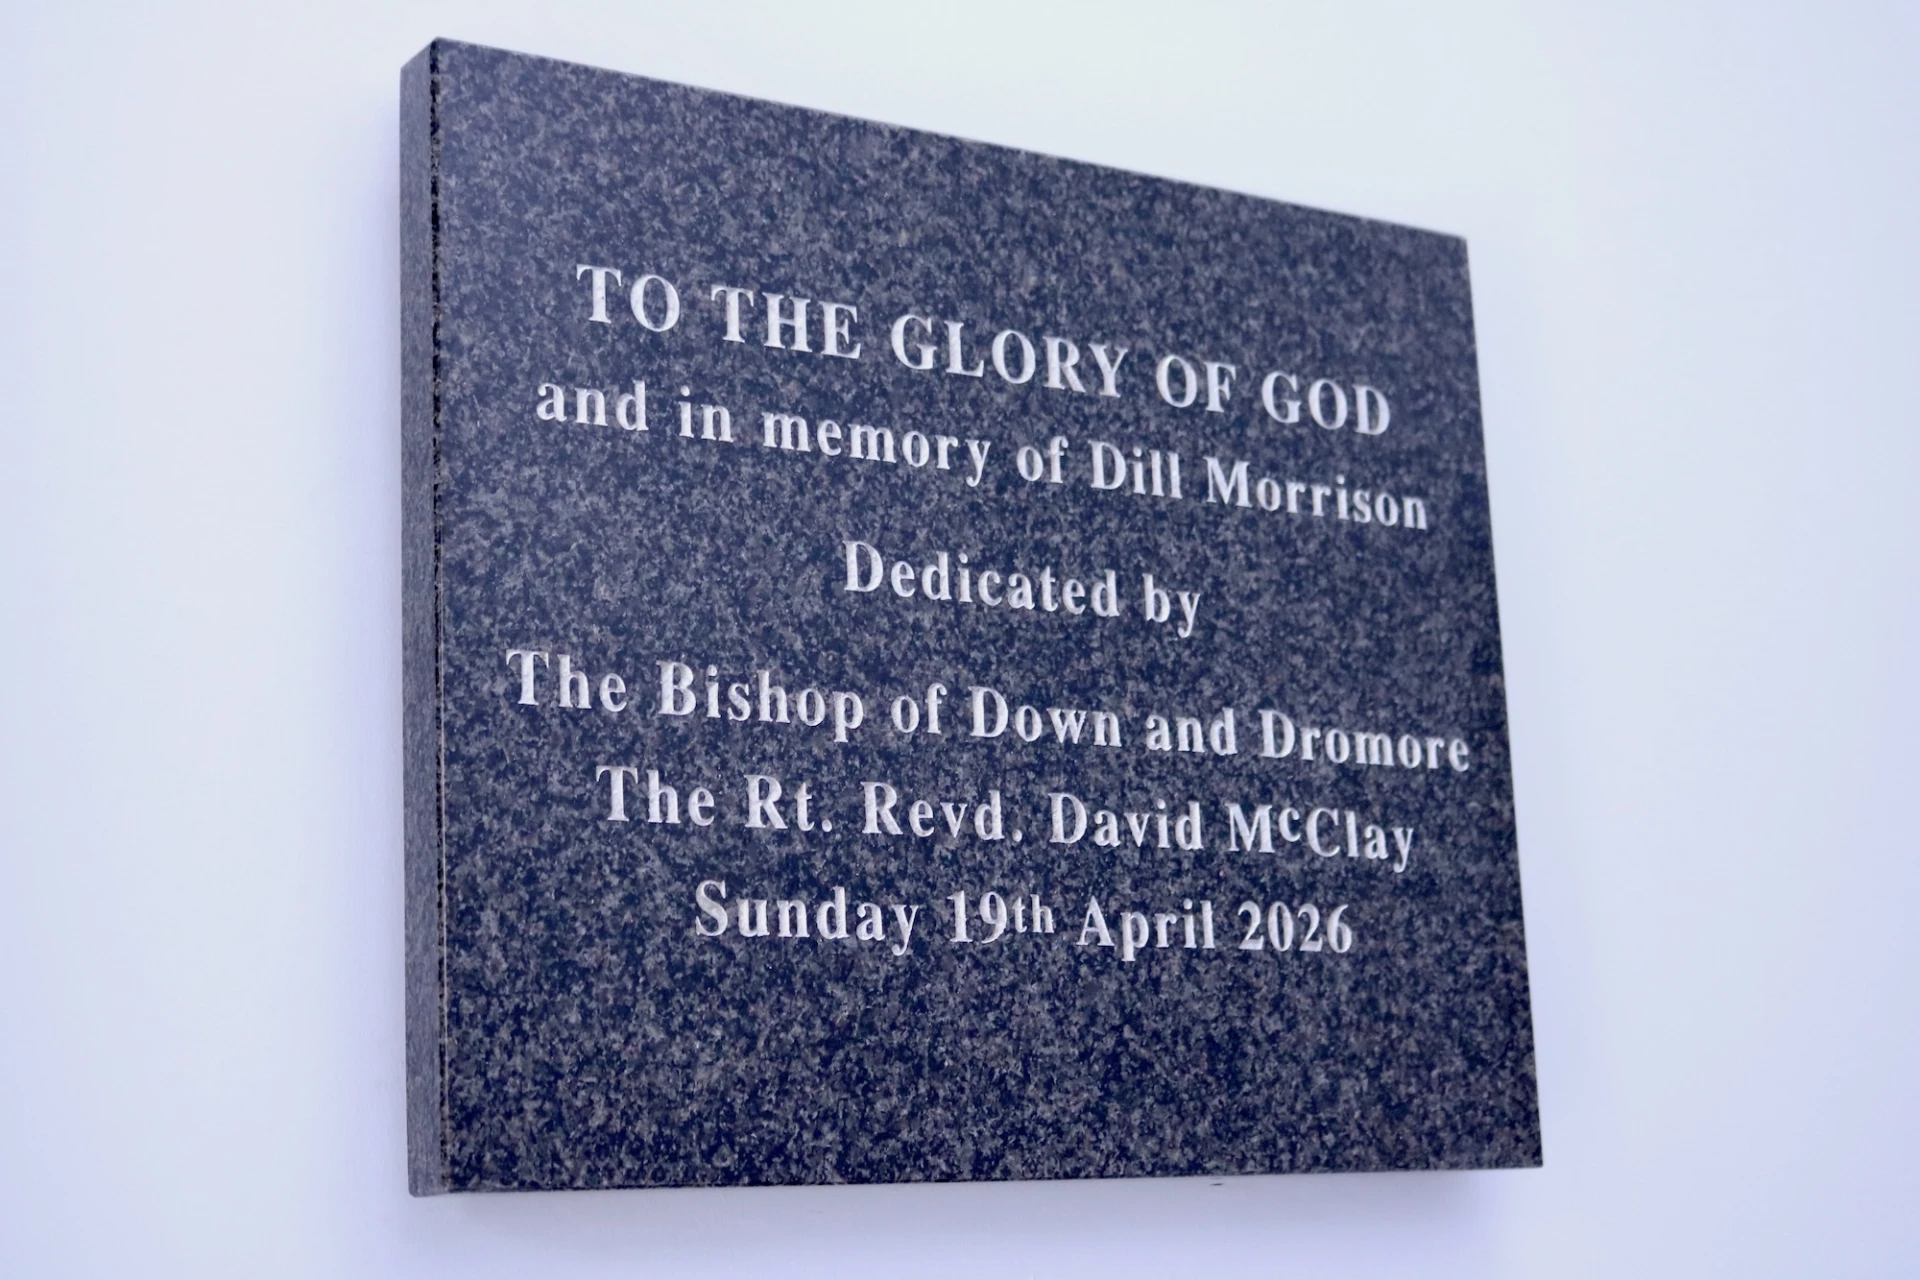 TO THE GLORY OF GOD
and in memory of Dill Morrison
Dedicated by
The Bishop of Down and Dromore
The Rt. Revd. David McClay
Sunday 19th April 2026